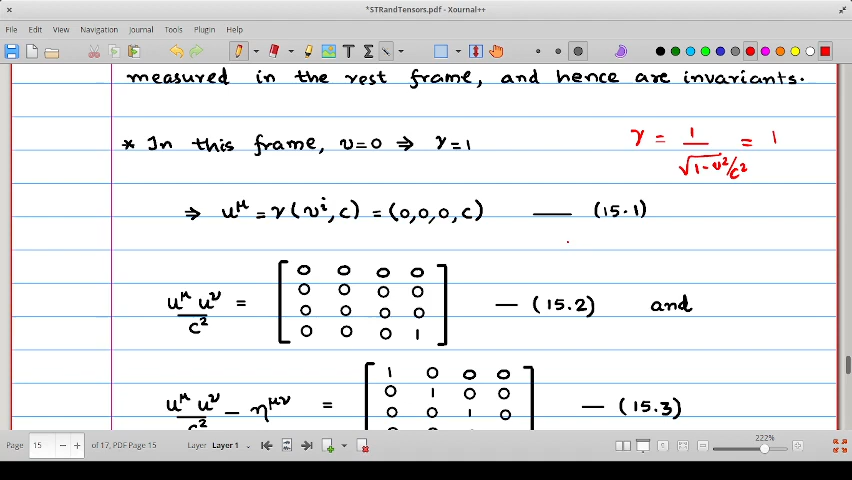 *STRandTensors.pdf - Xournal++
File Edit View Navigation Journal Tools Plugin Help
measured in the rest frame, and hence are invariants.
* In this frame, v=0 ⇒ γ=1
γ = 1/√1-v²/c² = 1
⇒ u^μ = γ(v^i, c) = (0,0,0,c) — (15.1)
u^μ u^ν / c² = [0 0 0 0
0 0 0 0
0 0 0 0
0 0 0 1] — (15.2) and
u^μ u^ν / c² - η^μν = [1 0 0 0
0 1 0 0
0 0 1 0 — (15.3)
Page 15 of 17, PDF Page 15 Layer Layer 1 222%